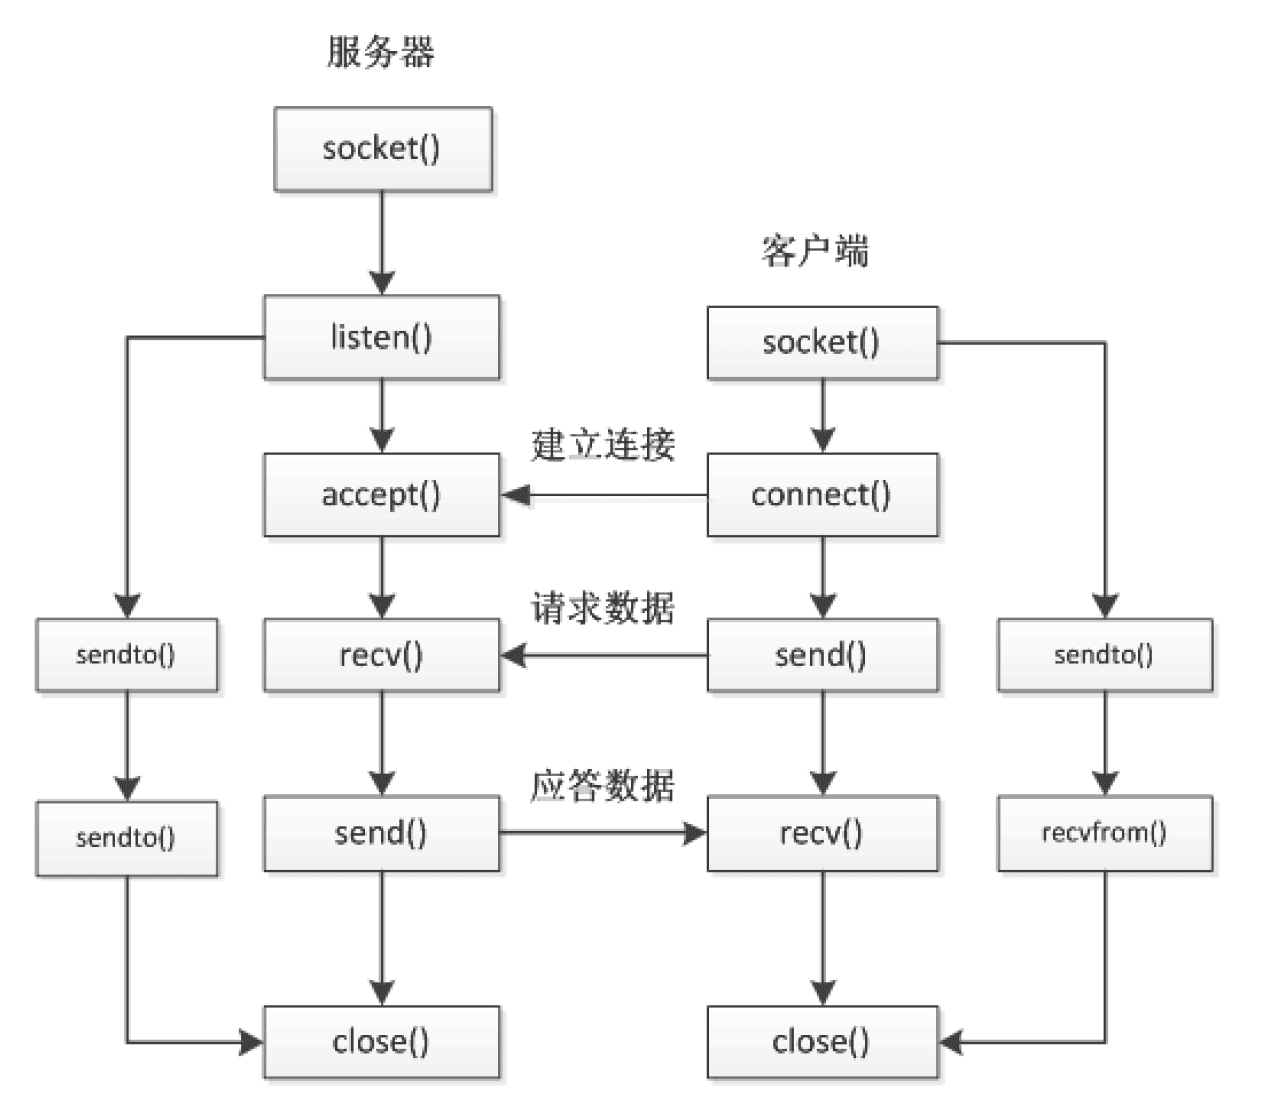 服务器
socket()
客户端
listen()
socket()
建立连接
accept()
connect()
请求数据
sendto()
recv()
send()
sendto()
应答数据
sendto()
send()
recv()
recvfrom()
close()
close()